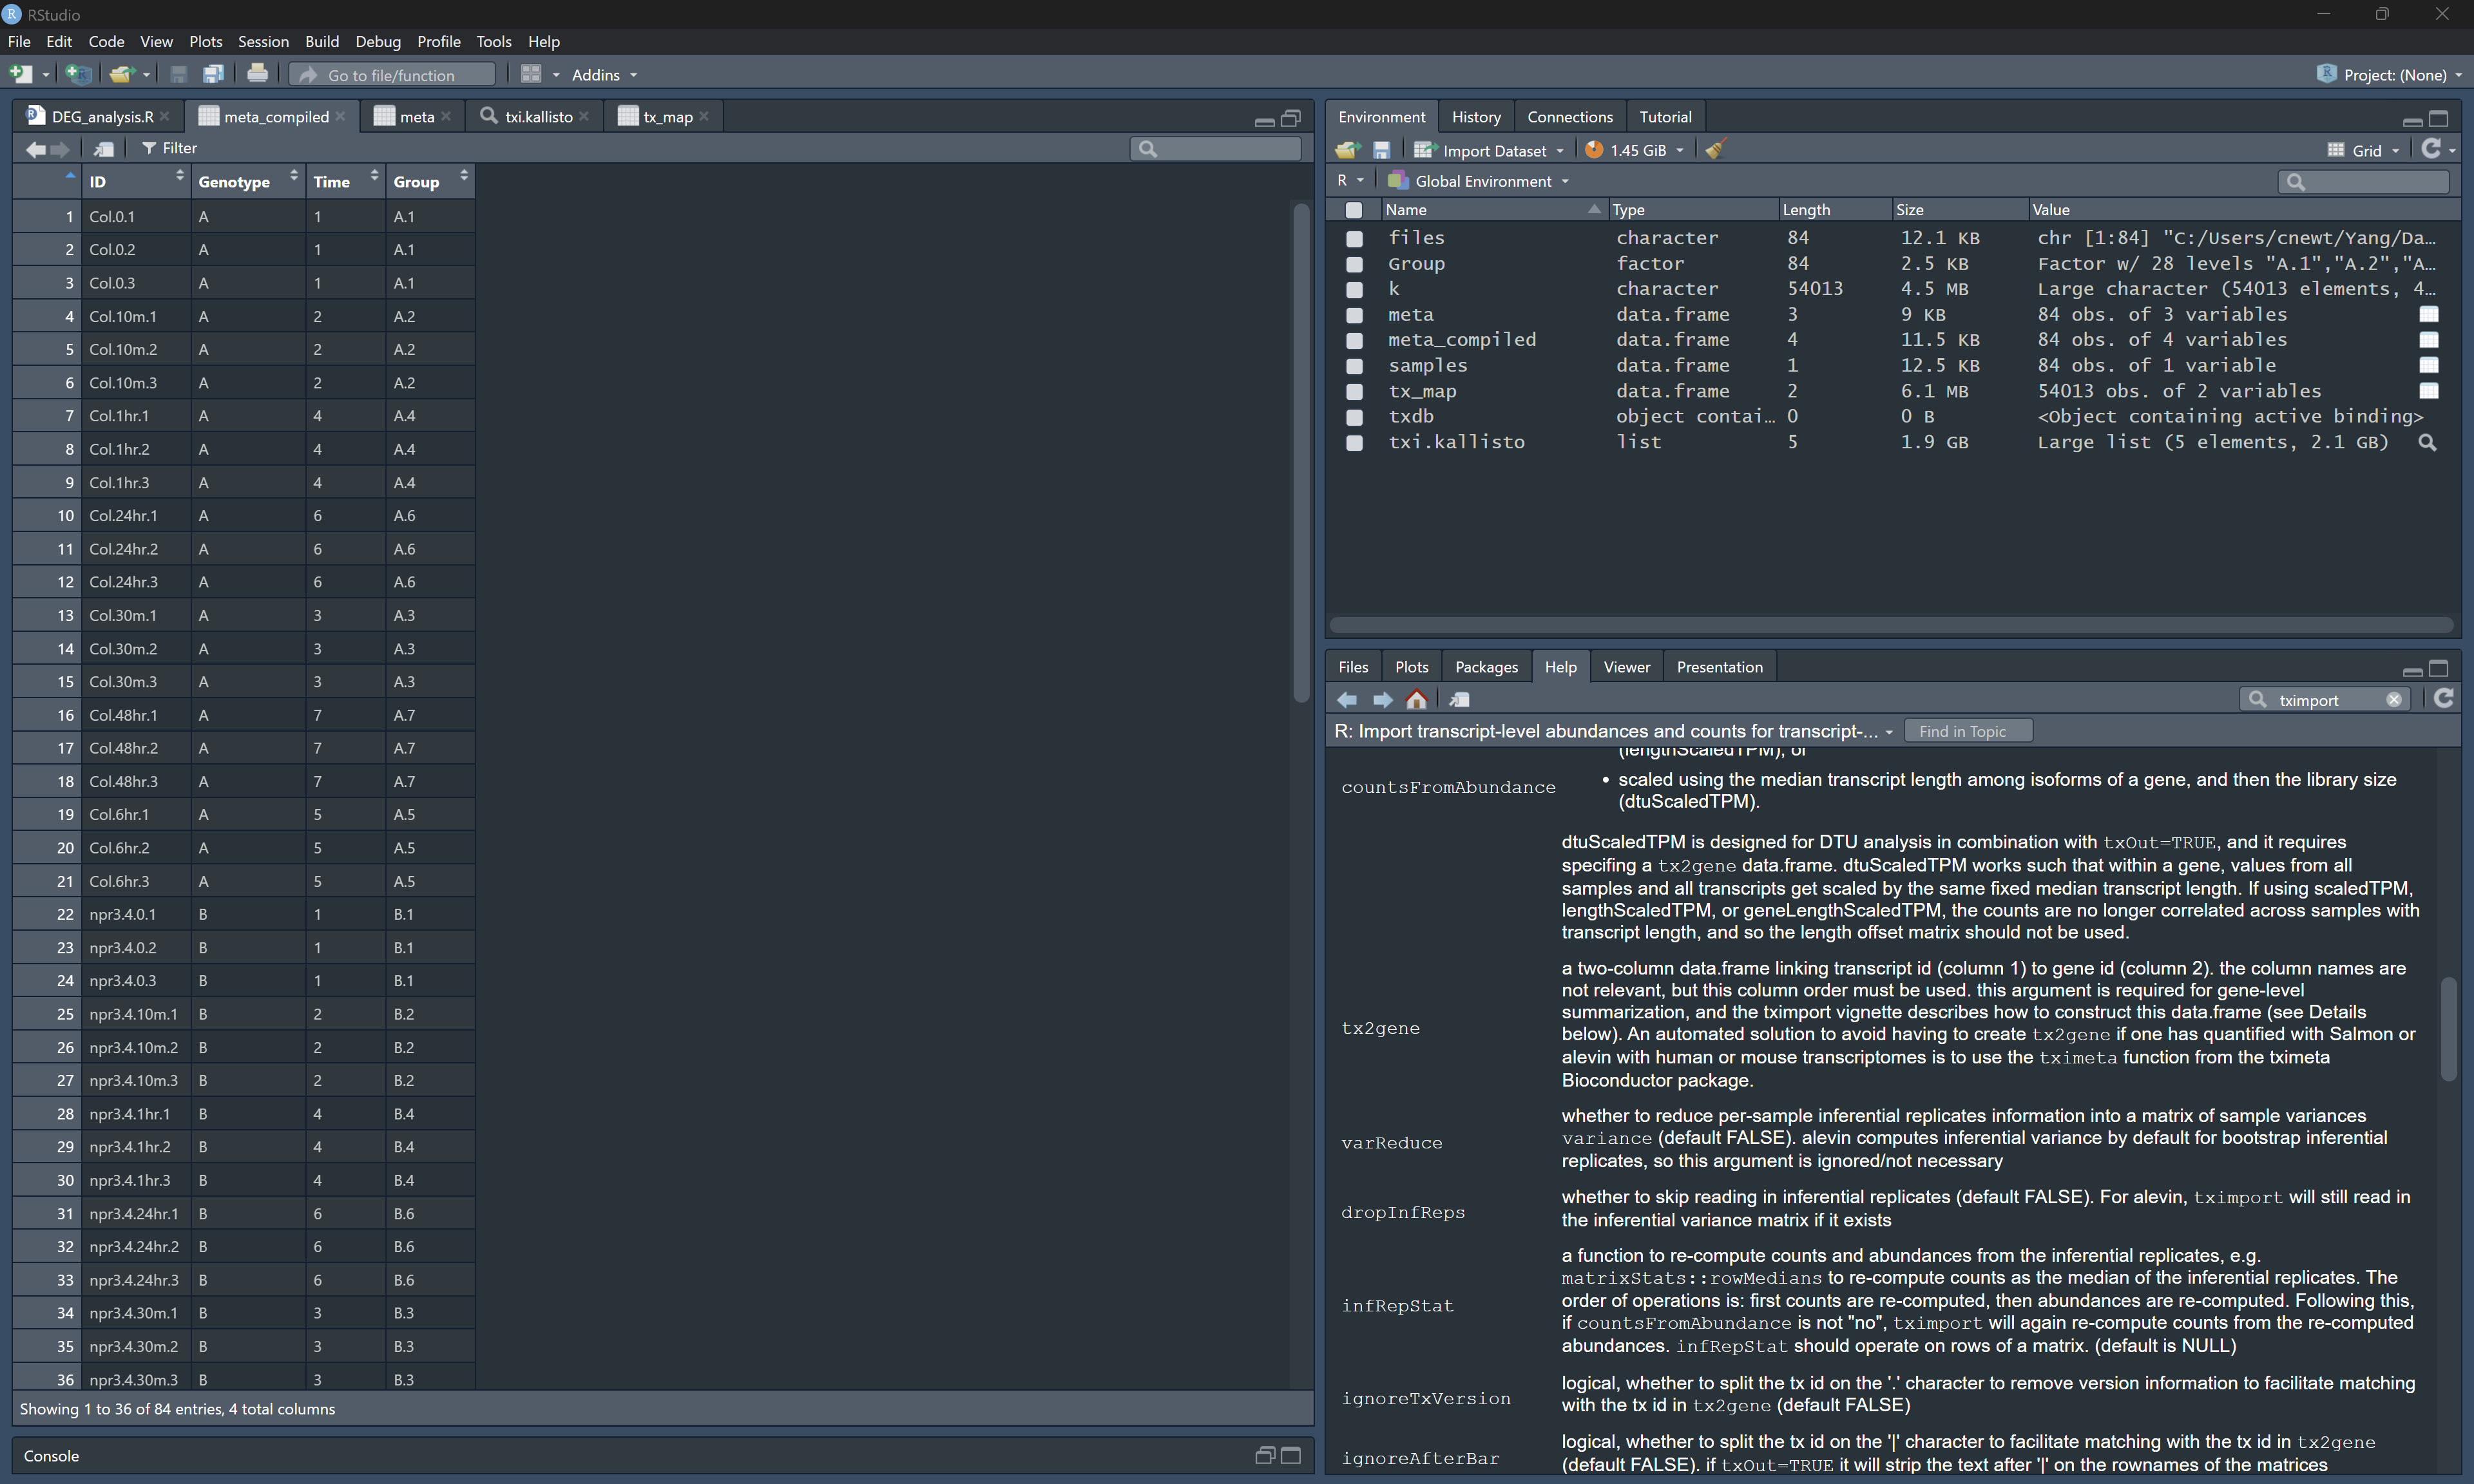 RStudio
File Edit Code View Plots Session Build Debug Profile Tools Help
Go to file/function Addins Project: (None)
DEG_analysis.R meta_compiled meta txi.kallisto tx_map
Filter
ID Genotype Time Group
1 Col.0.1 A 1 A.1
2 Col.0.2 A 1 A.1
3 Col.0.3 A 1 A.1
4 Col.10m.1 A 2 A.2
5 Col.10m.2 A 2 A.2
6 Col.10m.3 A 2 A.2
7 Col.1hr.1 A 4 A.4
8 Col.1hr.2 A 4 A.4
9 Col.1hr.3 A 4 A.4
10 Col.24hr.1 A 6 A.6
11 Col.24hr.2 A 6 A.6
12 Col.24hr.3 A 6 A.6
13 Col.30m.1 A 3 A.3
14 Col.30m.2 A 3 A.3
15 Col.30m.3 A 3 A.3
16 Col.48hr.1 A 7 A.7
17 Col.48hr.2 A 7 A.7
18 Col.48hr.3 A 7 A.7
19 Col.6hr.1 A 5 A.5
20 Col.6hr.2 A 5 A.5
21 Col.6hr.3 A 5 A.5
22 npr3.4.0.1 B 1 B.1
23 npr3.4.0.2 B 1 B.1
24 npr3.4.0.3 B 1 B.1
25 npr3.4.10m.1 B 2 B.2
26 npr3.4.10m.2 B 2 B.2
27 npr3.4.10m.3 B 2 B.2
28 npr3.4.1hr.1 B 4 B.4
29 npr3.4.1hr.2 B 4 B.4
30 npr3.4.1hr.3 B 4 B.4
31 npr3.4.24hr.1 B 6 B.6
32 npr3.4.24hr.2 B 6 B.6
33 npr3.4.24hr.3 B 6 B.6
34 npr3.4.30m.1 B 3 B.3
35 npr3.4.30m.2 B 3 B.3
36 npr3.4.30m.3 B 3 B.3
Showing 1 to 36 of 84 entries, 4 total columns
Console
Environment History Connections Tutorial
Import Dataset 1.45 GiB Grid
R Global Environment
Name Type Length Size Value
files character 84 12.1 KB chr [1:84] "C:/Users/cnewt/Yang/Da…
Group factor 84 2.5 KB Factor w/ 28 levels "A.1","A.2","A…
k character 54013 4.5 MB Large character (54013 elements, 4…
meta data.frame 3 9 KB 84 obs. of 3 variables
meta_compiled data.frame 4 11.5 KB 84 obs. of 4 variables
samples data.frame 1 12.5 KB 84 obs. of 1 variable
tx_map data.frame 2 6.1 MB 54013 obs. of 2 variables
txdb object contai… 0 0 B <Object containing active binding>
txi.kallisto list 5 1.9 GB Large list (5 elements, 2.1 GB)
Files Plots Packages Help Viewer Presentation
tximport
R: Import transcript-level abundances and counts for transcript-... Find in Topic
(lengthScaledTPM), or
countsFromAbundance
• scaled using the median transcript length among isoforms of a gene, and then the library size
(dtuScaledTPM).
dtuScaledTPM is designed for DTU analysis in combination with txOut=TRUE, and it requires
specifing a tx2gene data.frame. dtuScaledTPM works such that within a gene, values from all
samples and all transcripts get scaled by the same fixed median transcript length. If using scaledTPM,
lengthScaledTPM, or geneLengthScaledTPM, the counts are no longer correlated across samples with
transcript length, and so the length offset matrix should not be used.
tx2gene
a two-column data.frame linking transcript id (column 1) to gene id (column 2). the column names are
not relevant, but this column order must be used. this argument is required for gene-level
summarization, and the tximport vignette describes how to construct this data.frame (see Details
below). An automated solution to avoid having to create tx2gene if one has quantified with Salmon or
alevin with human or mouse transcriptomes is to use the tximeta function from the tximeta
Bioconductor package.
varReduce
whether to reduce per-sample inferential replicates information into a matrix of sample variances
variance (default FALSE). alevin computes inferential variance by default for bootstrap inferential
replicates, so this argument is ignored/not necessary
dropInfReps
whether to skip reading in inferential replicates (default FALSE). For alevin, tximport will still read in
the inferential variance matrix if it exists
infRepStat
a function to re-compute counts and abundances from the inferential replicates, e.g.
matrixStats::rowMedians to re-compute counts as the median of the inferential replicates. The
order of operations is: first counts are re-computed, then abundances are re-computed. Following this,
if countsFromAbundance is not "no", tximport will again re-compute counts from the re-computed
abundances. infRepStat should operate on rows of a matrix. (default is NULL)
ignoreTxVersion
logical, whether to split the tx id on the '.' character to remove version information to facilitate matching
with the tx id in tx2gene (default FALSE)
ignoreAfterBar
logical, whether to split the tx id on the '|' character to facilitate matching with the tx id in tx2gene
(default FALSE). if txOut=TRUE it will strip the text after '|' on the rownames of the matrices